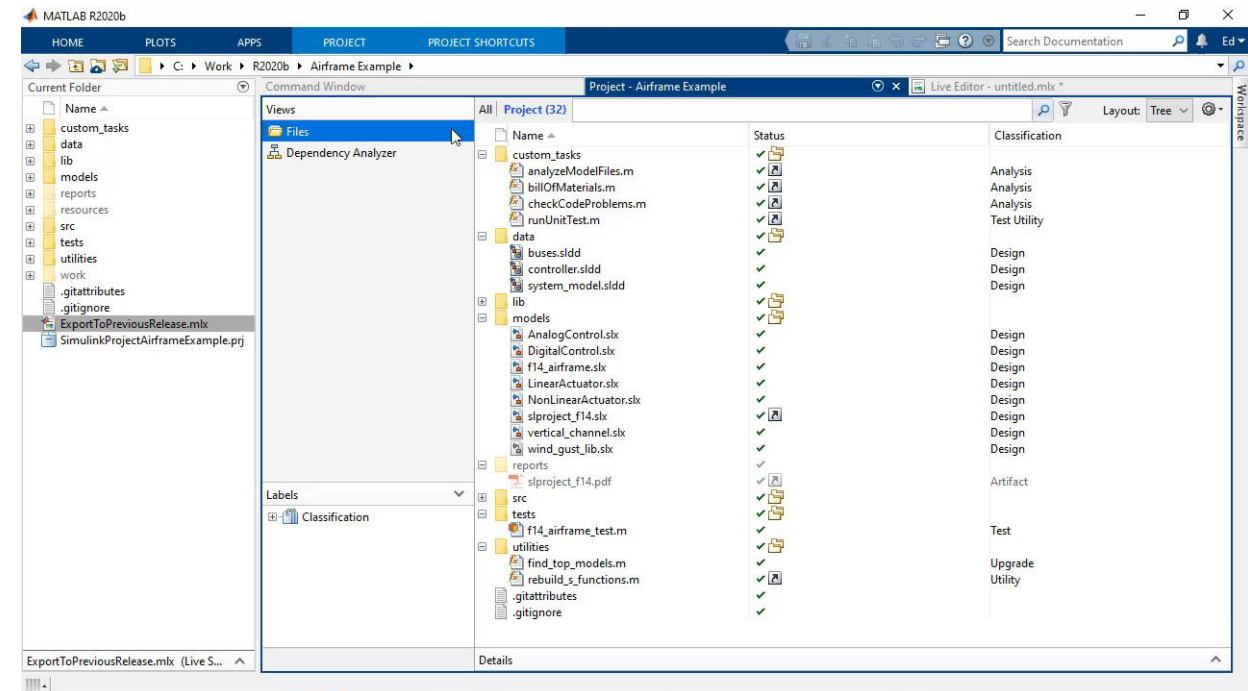 MATLAB R2020b
HOME PLOTS APPS PROJECT PROJECT SHORTCUTS Search Documentation Ed
C: Work R2020b Airframe Example
Current Folder
Name
custom_tasks
data
lib
models
reports
resources
src
tests
utilities
work
.gitattributes
.gitignore
ExportToPreviousRelease.mlx
SimulinkProjectAirframeExample.prj
ExportToPreviousRelease.mlx (Live S...
Command Window Project - Airframe Example Live Editor - untitled.mlx *
Views
Files
Dependency Analyzer
Labels
Classification
All Project (32) Layout: Tree
Name Status Classification
custom_tasks
analyzeModelFiles.m Analysis
billOfMaterials.m Analysis
checkCodeProblems.m Analysis
runUnitTest.m Test Utility
data
buses.sldd Design
controller.sldd Design
system_model.sldd Design
lib
models
AnalogControl.slx Design
DigitalControl.slx Design
f14_airframe.slx Design
LinearActuator.slx Design
NonLinearActuator.slx Design
slproject_f14.slx Design
vertical_channel.slx Design
wind_gust_lib.slx Design
reports
slproject_f14.pdf Artifact
src
tests
f14_airframe_test.m Test
utilities
find_top_models.m Upgrade
rebuild_s_functions.m Utility
.gitattributes
.gitignore
Details
Workspace